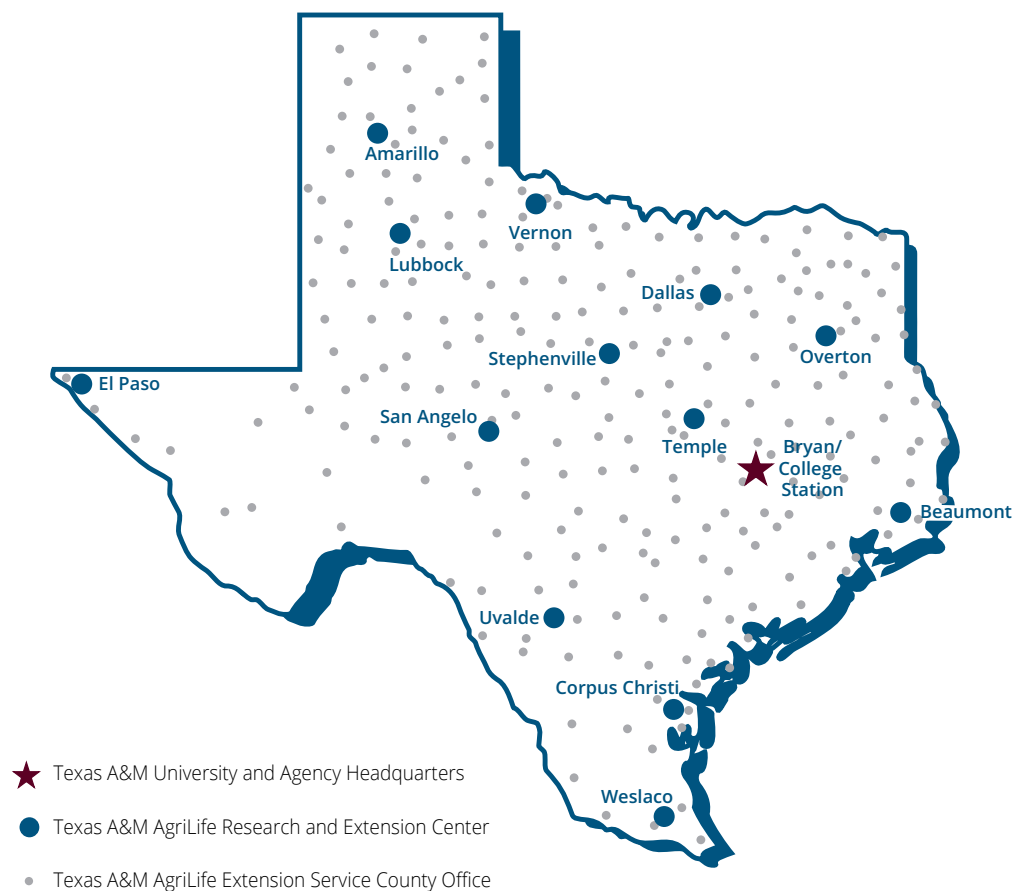 Amarillo
Vernon
Lubbock
Dallas
Overton
Stephenville
El Paso
San Angelo
Temple
Bryan/
College
Station
Beaumont
Uvalde
Corpus Christi
Weslaco
Texas A&M University and Agency Headquarters
Texas A&M AgriLife Research and Extension Center
Texas A&M AgriLife Extension Service County Office